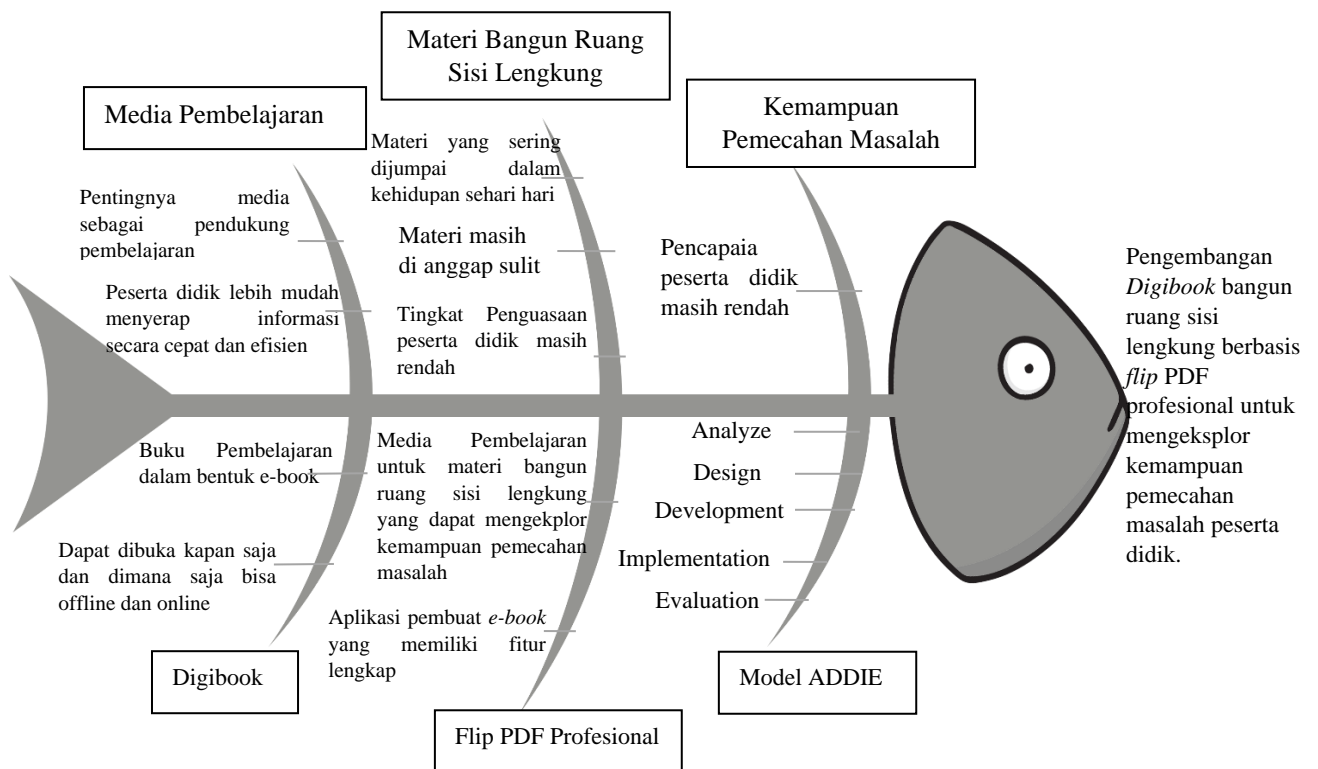 Materi Bangun Ruang
Sisi Lengkung
Media Pembelajaran
Kemampuan
Pemecahan Masalah
Materi yang sering
dijumpai dalam
kehidupan sehari hari
Pentingnya media
sebagai pendukung
pembelajaran
Materi masih
di anggap sulit
Pencapaia
peserta didik
masih rendah
Peserta didik lebih mudah
menyerap informasi
secara cepat dan efisien
Tingkat Penguasaan
peserta didik masih
rendah
Pengembangan
Digibook bangun
ruang sisi
lengkung berbasis
flip PDF
profesional untuk
mengeksplor
kemampuan
pemecahan
masalah peserta
didik.
Buku Pembelajaran
dalam bentuk e-book
Dapat dibuka kapan saja
dan dimana saja bisa
offline dan online
Media Pembelajaran
untuk materi bangun
ruang sisi lengkung
yang dapat mengekplor
kemampuan pemecahan
masalah
Aplikasi pembuat e-book
yang memiliki fitur
lengkap
Analyze
Design
Development
Implementation
Evaluation
Digibook
Flip PDF Profesional
Model ADDIE